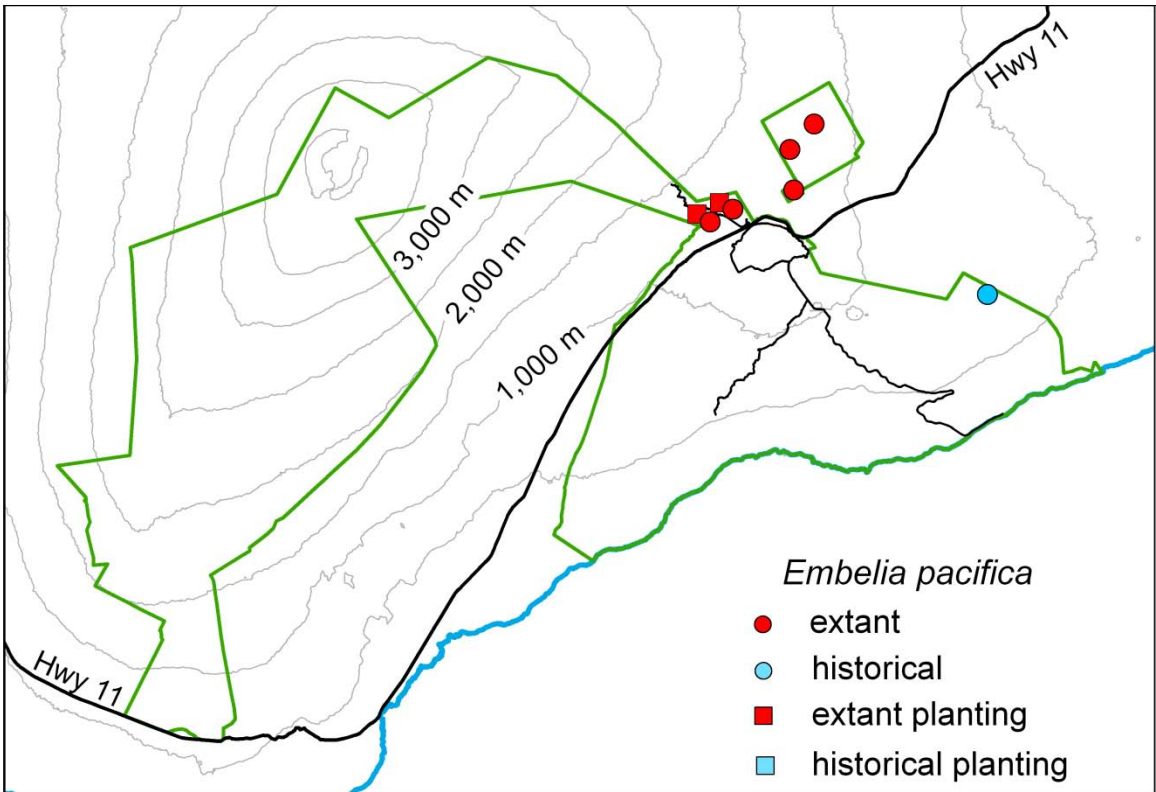 Hwy 11
3,000 m
2,000 m
1,000 m
Embelia pacifica
extant
historical
extant planting
historical planting
Hwy 11